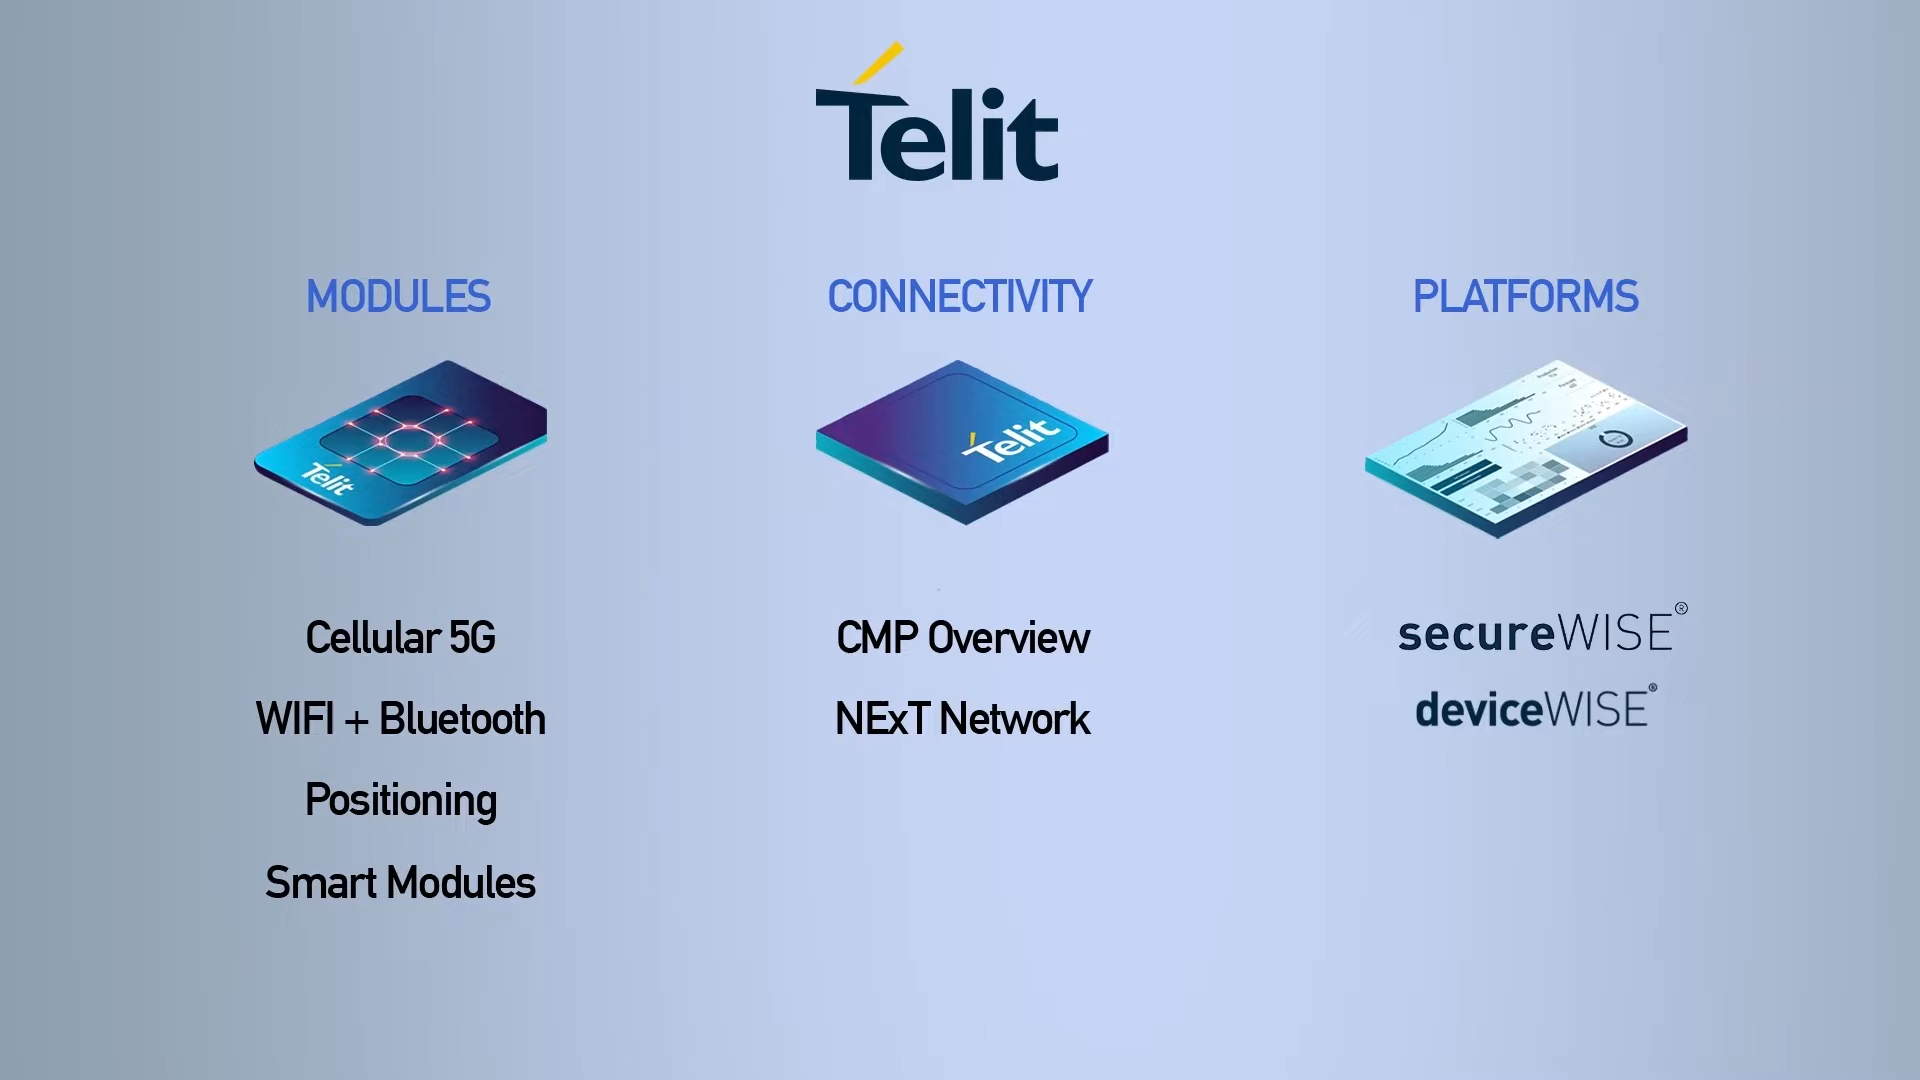 Telit
MODULES
CONNECTIVITY
PLATFORMS
Telit
Telit
Cellular 5G
WIFI + Bluetooth
Positioning
Smart Modules
CMP Overview
NExT Network
secureWISE®
deviceWISE®